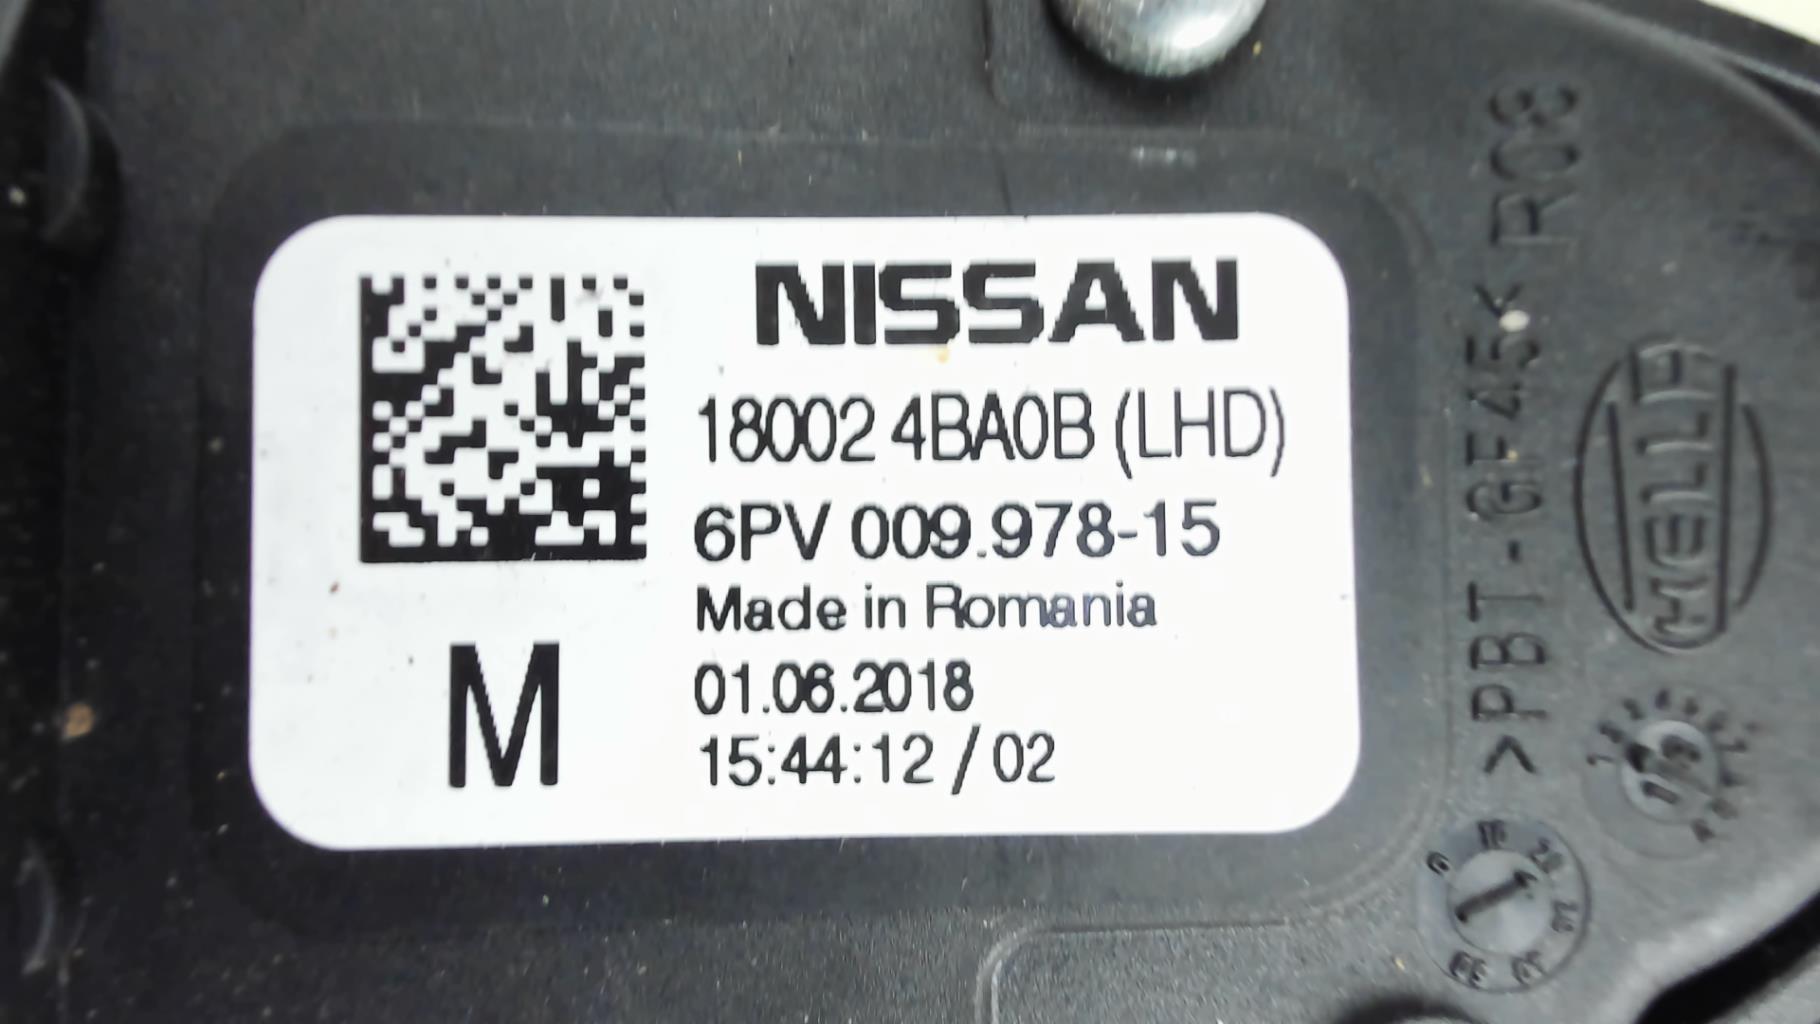 NISSAN
18002 4BA0B (LHD)
6PV 009.978-15
Made in Romania
01.06.2018
15:44:12 / 02
M
>PBT-GF45< R08
HELLA